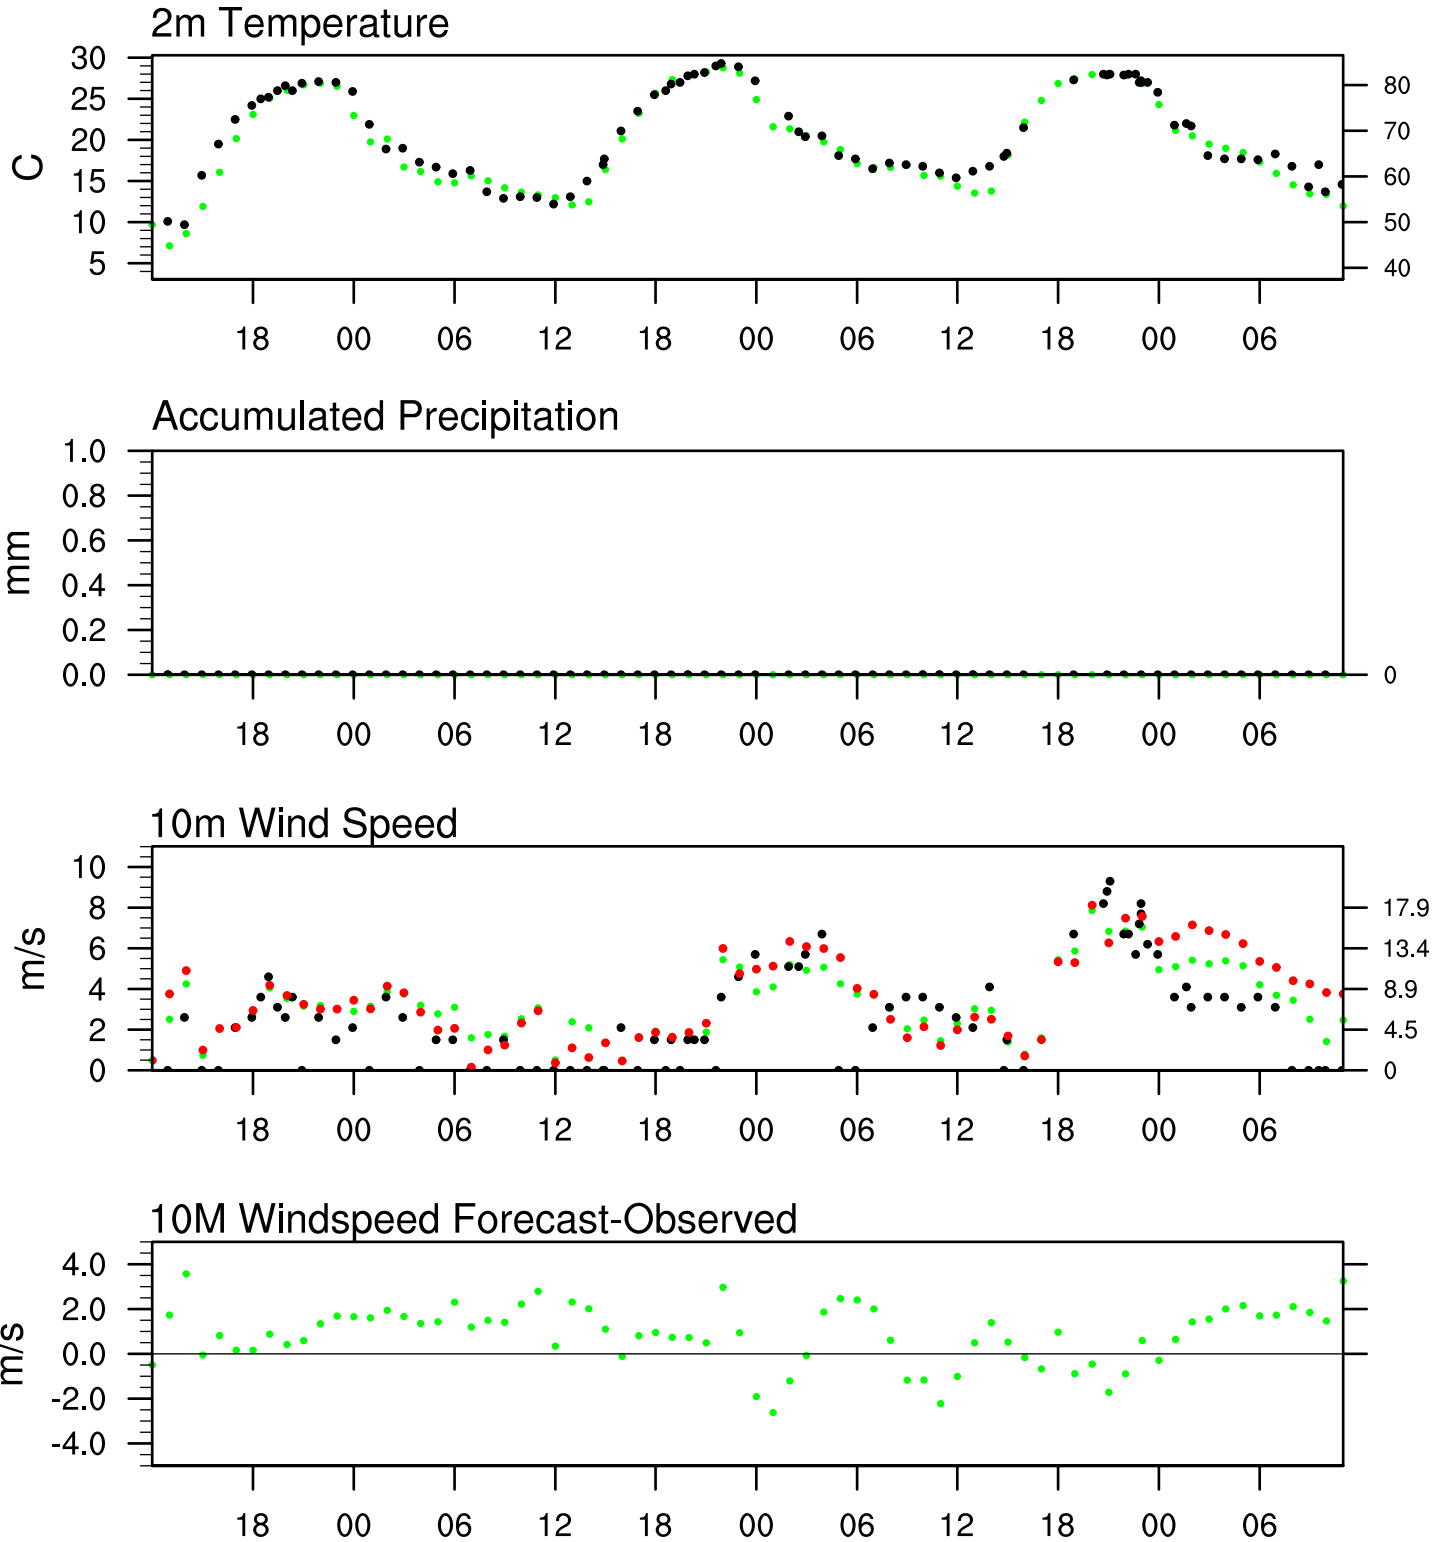 2m Temperature
30
25
20
15
10
5
C
80
70
60
50
40
18 00 06 12 18 00 06 12 18 00 06
Accumulated Precipitation
1.0
0.8
0.6
0.4
0.2
0.0
mm
0
18 00 06 12 18 00 06 12 18 00 06
10m Wind Speed
10
8
6
4
2
0
m/s
17.9
13.4
8.9
4.5
0
18 00 06 12 18 00 06 12 18 00 06
10M Windspeed Forecast-Observed
4.0
2.0
0.0
-2.0
-4.0
m/s
18 00 06 12 18 00 06 12 18 00 06